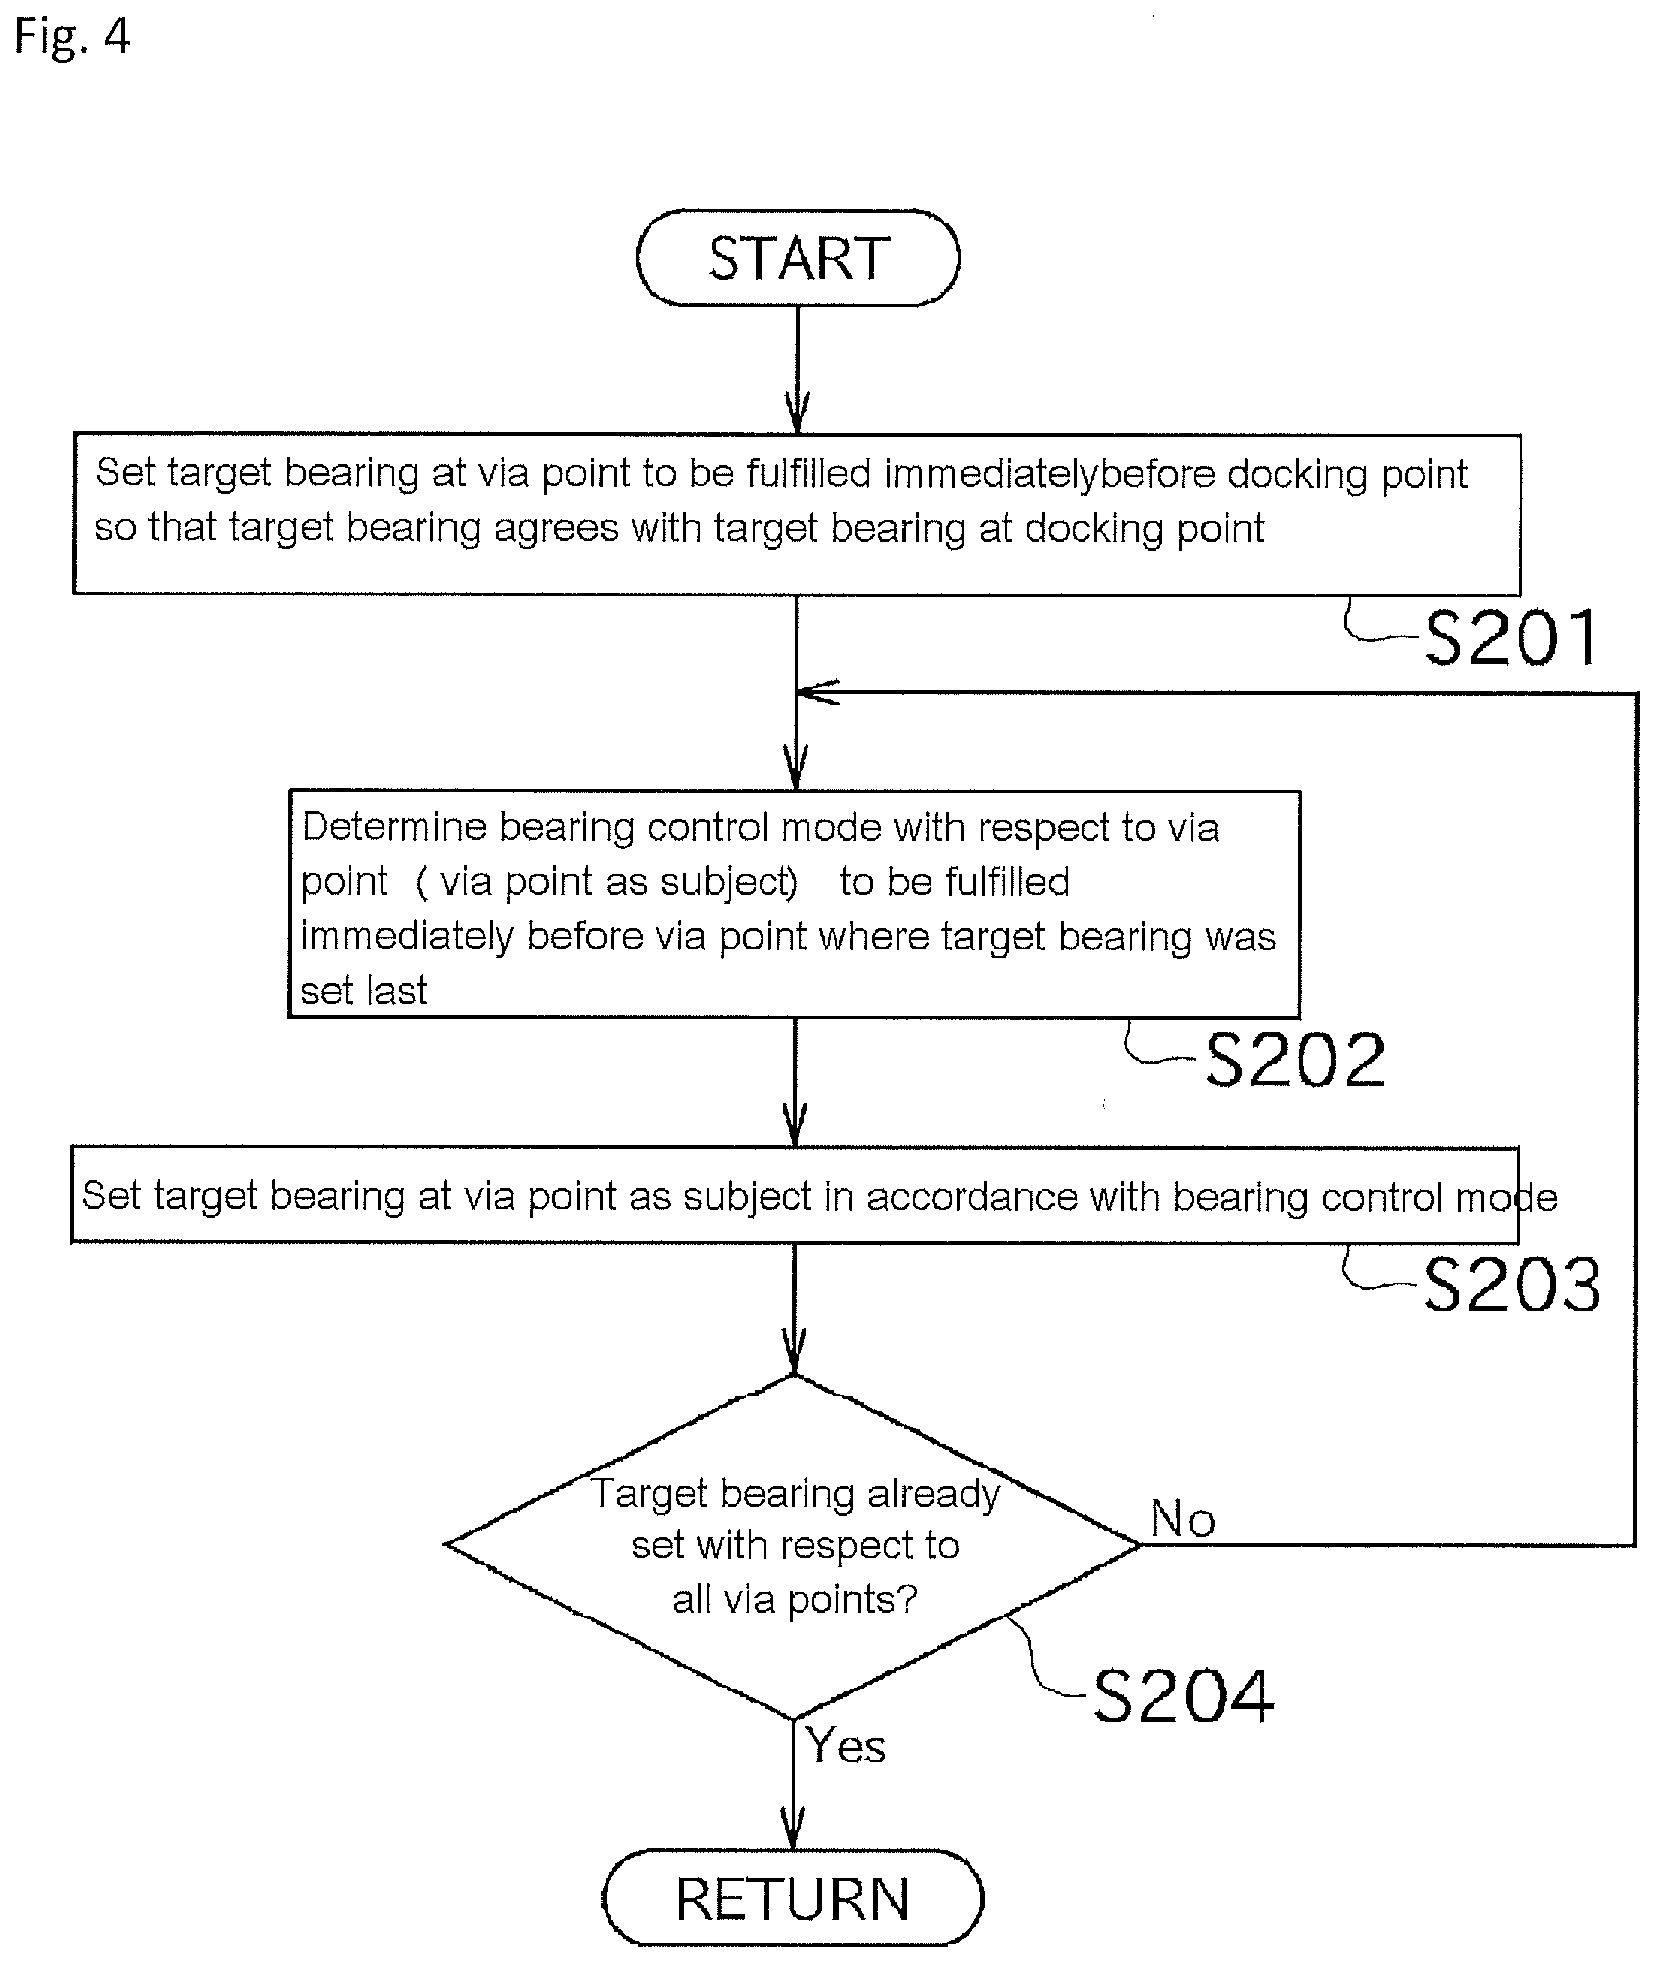 Fig. 4
START
Set target bearing at via point to be fulfilled immediatelybefore docking point
so that target bearing agrees with target bearing at docking point
S201
Determine bearing control mode with respect to via
point ( via point as subject) to be fulfilled
immediately before via point where target bearing was
set last
S202
Set target bearing at via point as subject in accordance with bearing control mode
S203
Target bearing already
set with respect to
all via points?
No
S204
Yes
RETURN